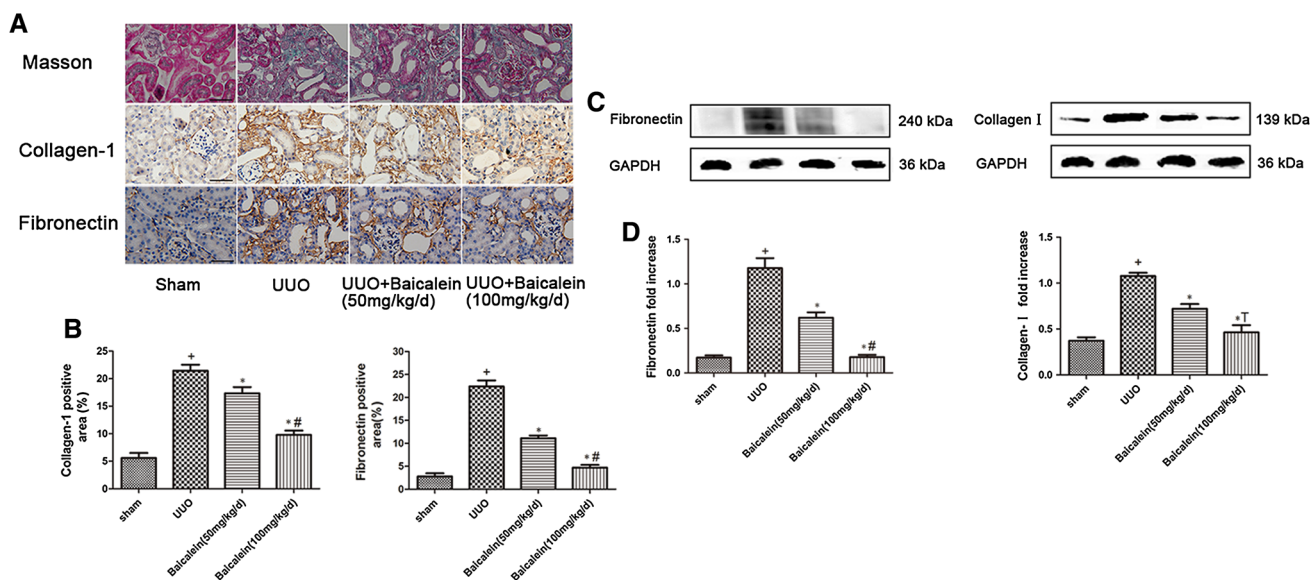 A
Masson
Collagen-1
Fibronectin
Sham
UUO
UUO+Baicalein
(50mg/kg/d)
UUO+Baicalein
(100mg/kg/d)
B
Collagen-1 positive
area (%)
25
20
15
10
5
0
+
*
*#
sham
UUO
Baicalein(50mg/kg/d)
Baicalein(100mg/kg/d)
Fibronectin positive
area(%)
30
25
20
15
10
5
0
+
*
*#
sham
UUO
Baicalein(50mg/kg/d)
Baicalein(100mg/kg/d)
C
Fibronectin
240 kDa
GAPDH
36 kDa
Collagen Ⅰ
139 kDa
GAPDH
36 kDa
D
Fibronectin fold increase
1.5
1.0
0.5
0.0
+
*
*#
sham
UUO
Baicalein(50mg/kg/d)
Baicalein(100mg/kg/d)
Collagen-Ⅰ fold increase
1.5
1.0
0.5
0.0
+
*
*T
sham
UUO
Baicalein(50mg/kg/d)
Baicalein(100mg/kg/d)